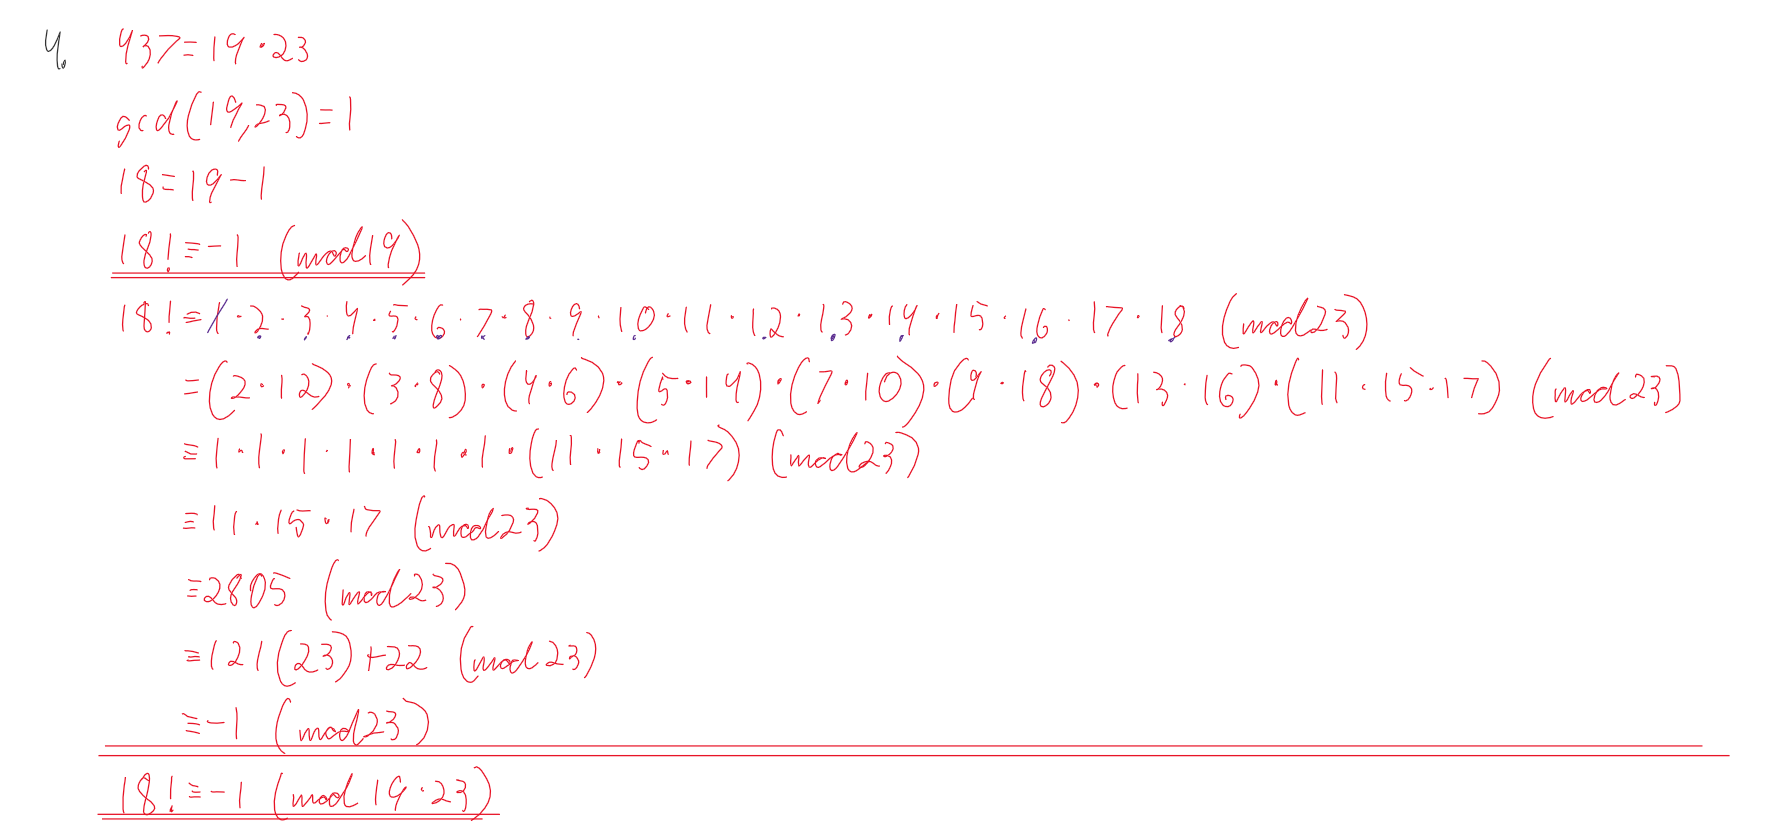 4. 437=19·23
gcd(19,23)=1
18=19-1
18!≡-1 (mod19)
18!≡1·2·3·4·5·6·7·8·9·10·11·12·13·14·15·16·17·18 (mod23)
=(2·12)·(3·8)·(4·6)·(5·14)·(7·10)·(9·18)·(13·16)·(11·15·17) (mod23)
≡1·1·1·1·1·1·1·(11·15·17) (mod23)
≡11·15·17 (mod23)
≡2805 (mod23)
≡121(23)+22 (mod23)
≡-1 (mod23)
18!≡-1 (mod 19·23)